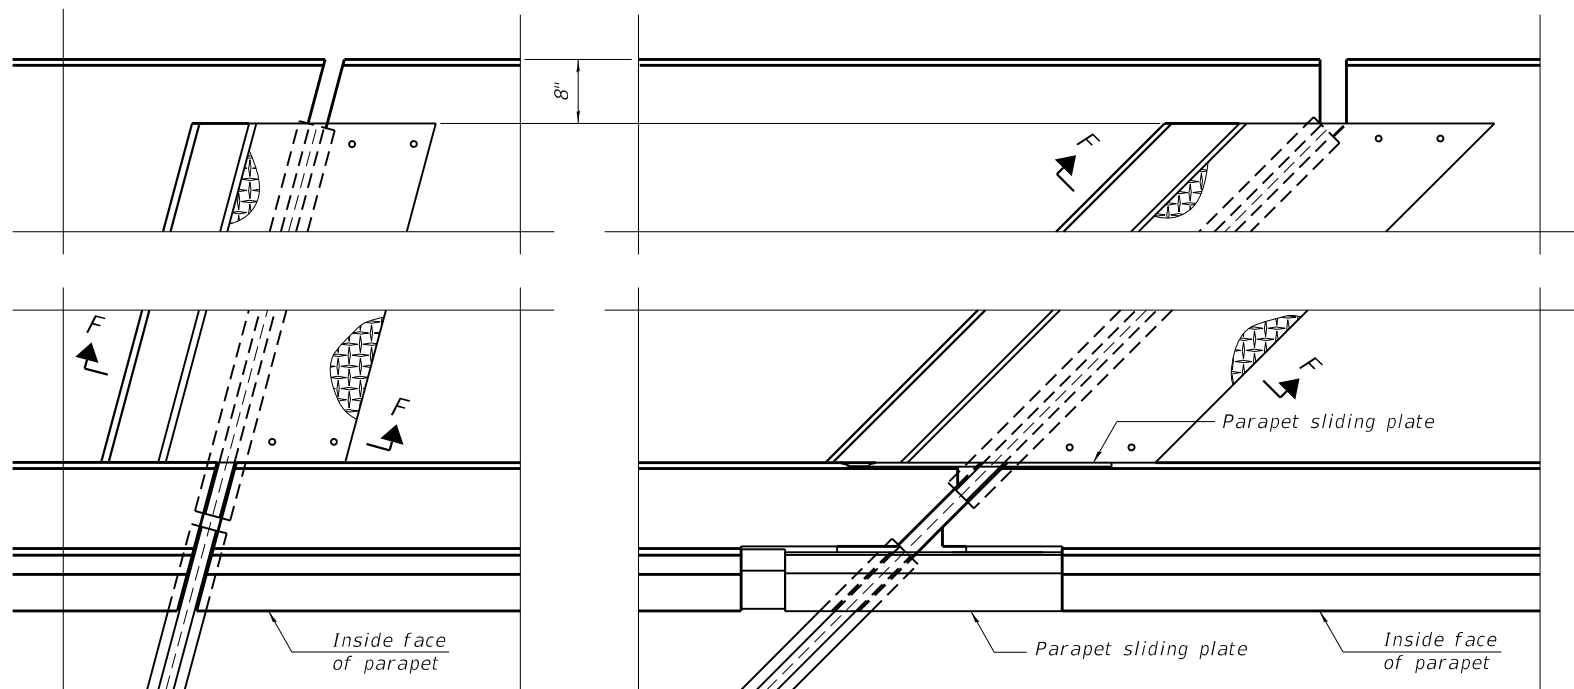 8"
F
F
F
F
Parapet sliding plate
Inside face
of parapet
Parapet sliding plate
Inside face
of parapet